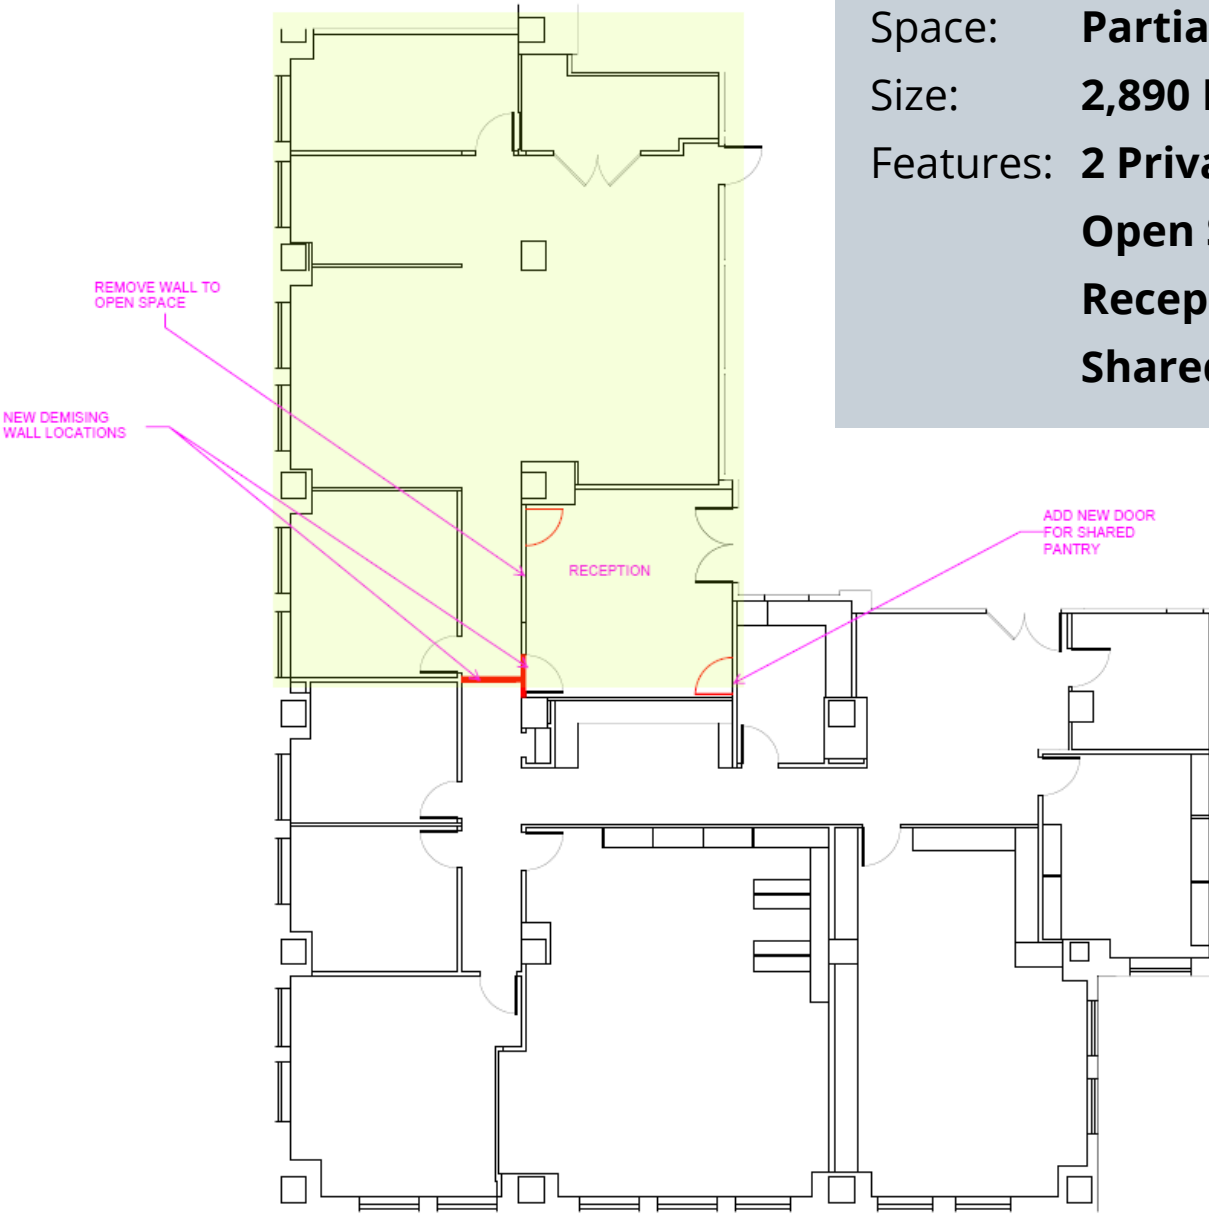 Space: Partia
Size: 2,890
Features: 2 Priva
Open
Recep
Shared
REMOVE WALL TO
OPEN SPACE
NEW DEMISING
WALL LOCATIONS
ADD NEW DOOR
FOR SHARED
PANTRY
RECEPTION